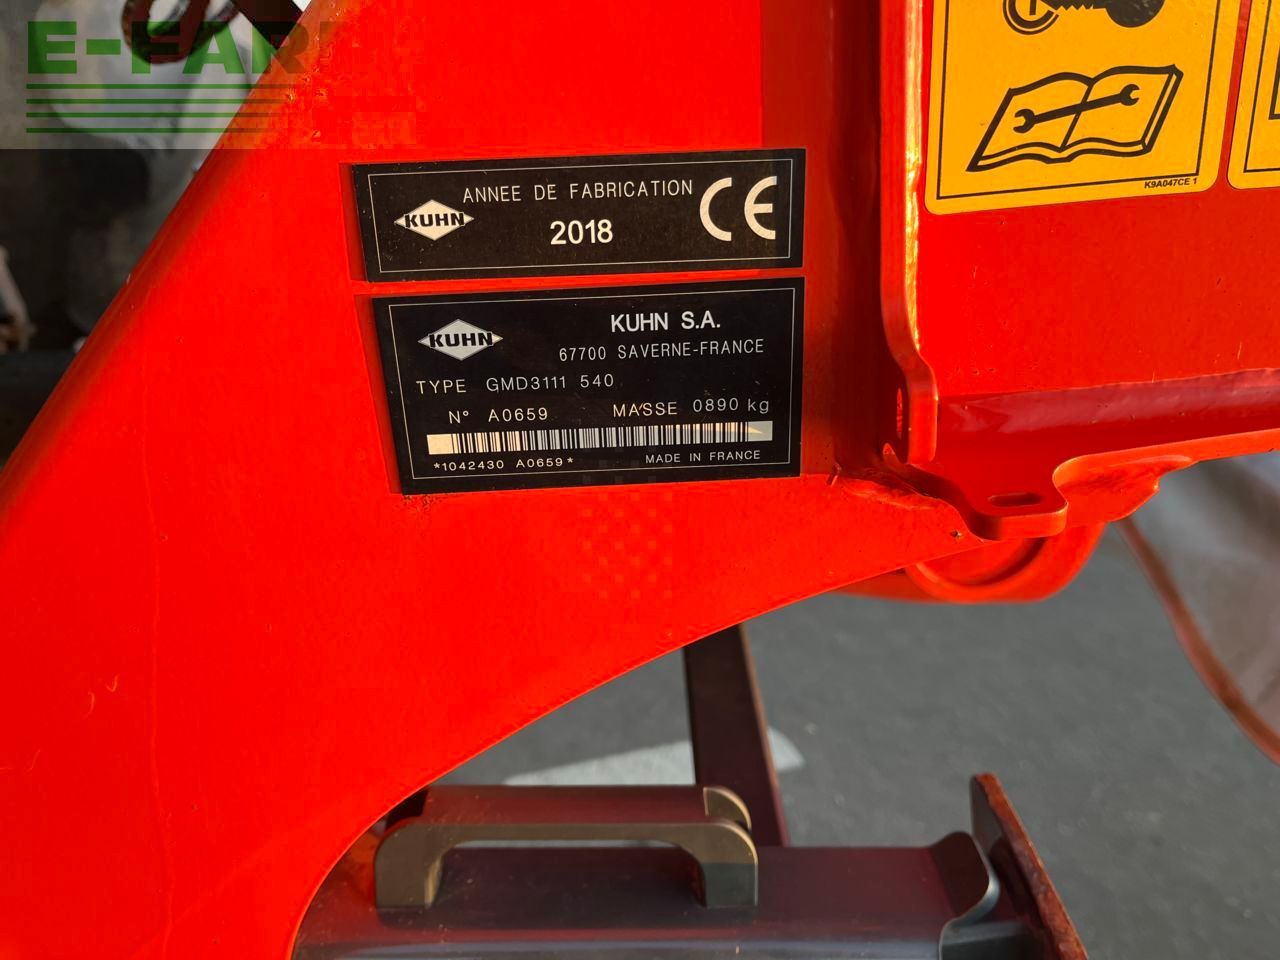 E-FAR
ANNEE DE FABRICATION
KUHN
2018
CE
KUHN
KUHN S.A.
67700 SAVERNE-FRANCE
TYPE GMD3111 540
N° A0659 MASSE 0890 kg
*1042430 A0659*
MADE IN FRANCE
K9A047CE 1